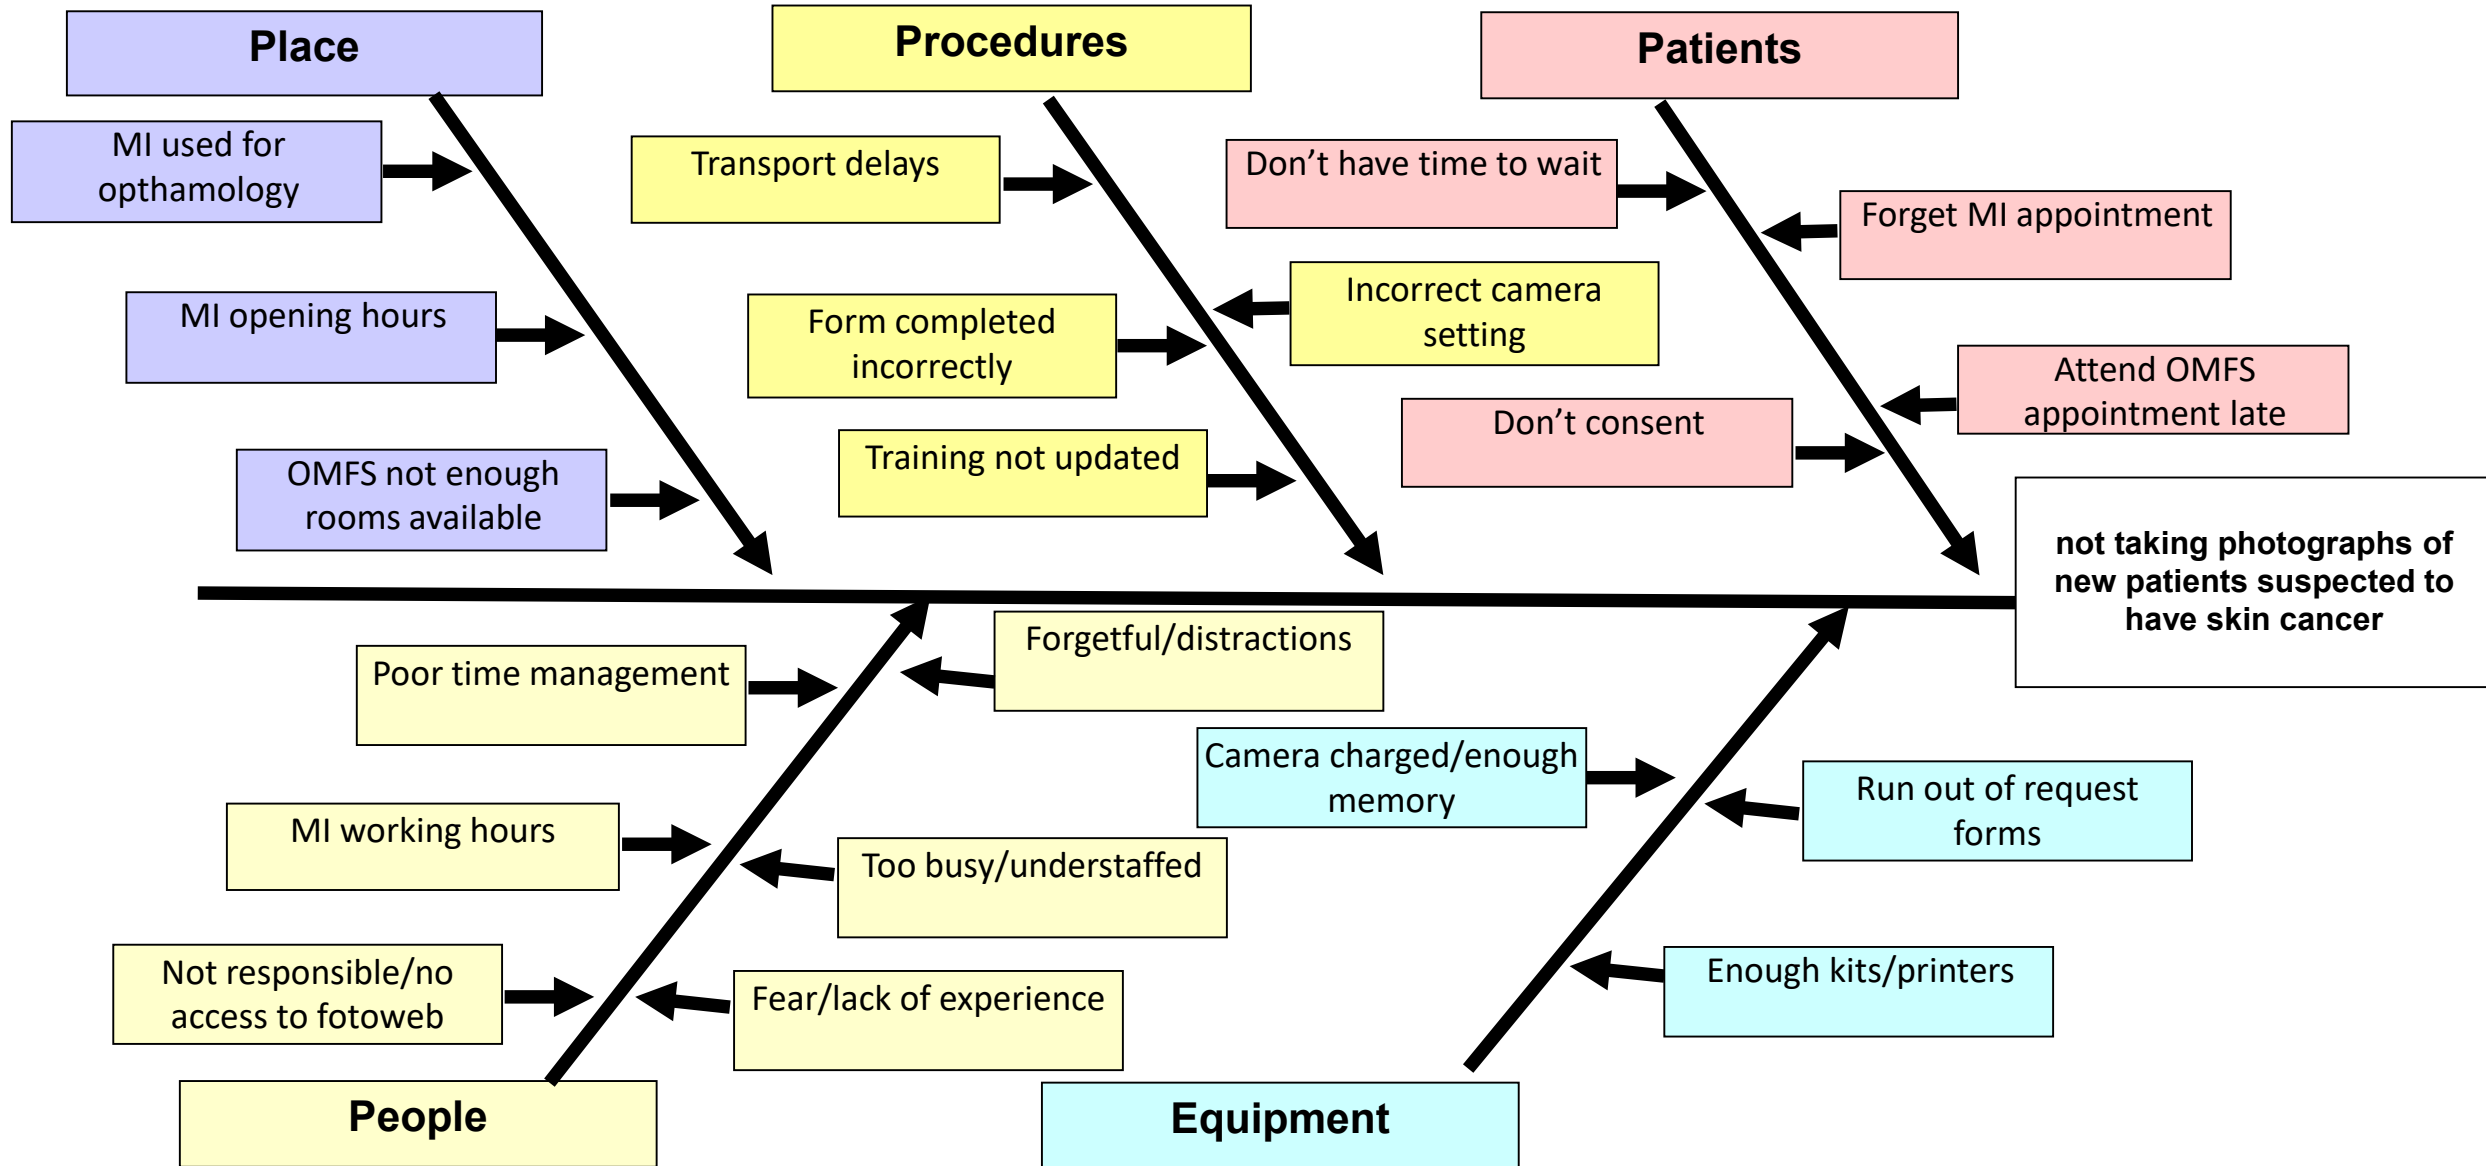 Place
Procedures
Patients
MI used for
opthamology
Transport delays
Don’t have time to wait
Forget MI appointment
MI opening hours
Form completed
incorrectly
Incorrect camera
setting
Attend OMFS
appointment late
Don’t consent
OMFS not enough
rooms available
Training not updated
not taking photographs of
new patients suspected to
have skin cancer
Poor time management
Forgetful/distractions
Camera charged/enough
memory
Run out of request
forms
MI working hours
Too busy/understaffed
Not responsible/no
access to fotoweb
Fear/lack of experience
Enough kits/printers
People
Equipment